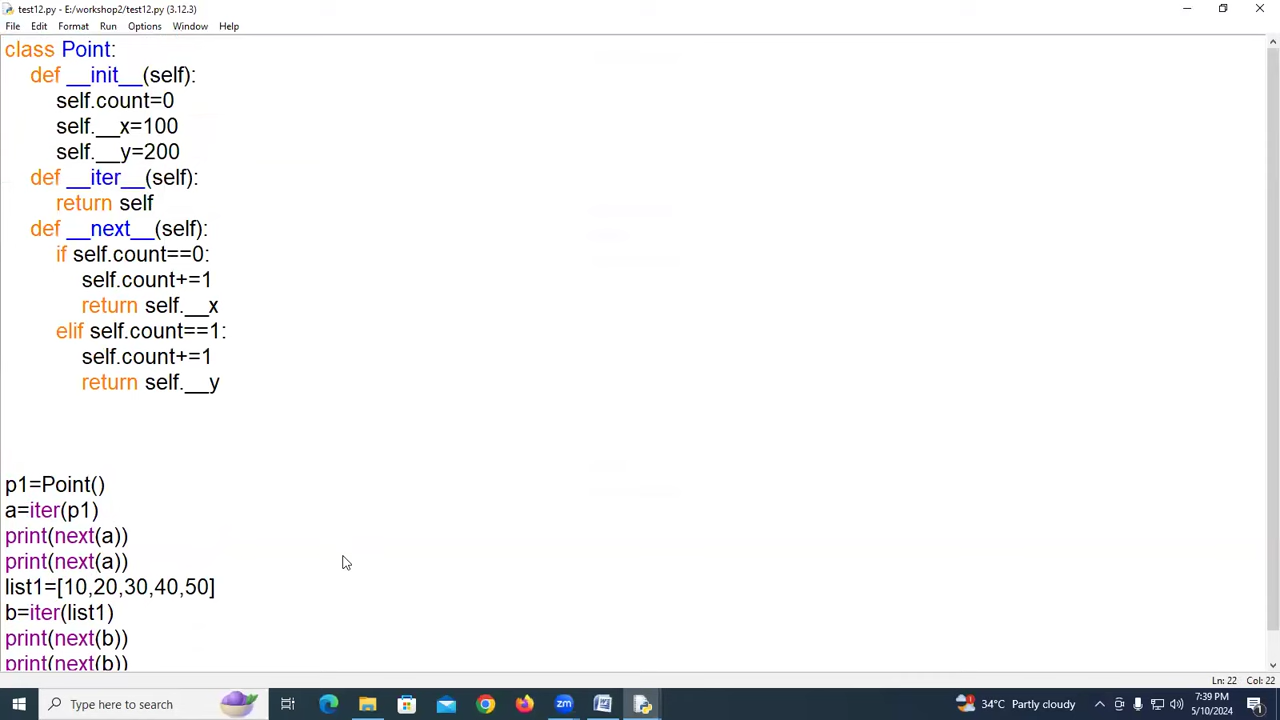 test12.py - E:/workshop2/test12.py (3.12.3)
File Edit Format Run Options Window Help
class Point:
    def __init__(self):
        self.count=0
        self.__x=100
        self.__y=200
    def __iter__(self):
        return self
    def __next__(self):
        if self.count==0:
            self.count+=1
            return self.__x
        elif self.count==1:
            self.count+=1
            return self.__y
p1=Point()
a=iter(p1)
print(next(a))
print(next(a))
list1=[10,20,30,40,50]
b=iter(list1)
print(next(b))
print(next(b))
Ln: 22 Col: 22
Type here to search
34°C Partly cloudy
7:39 PM
5/10/2024